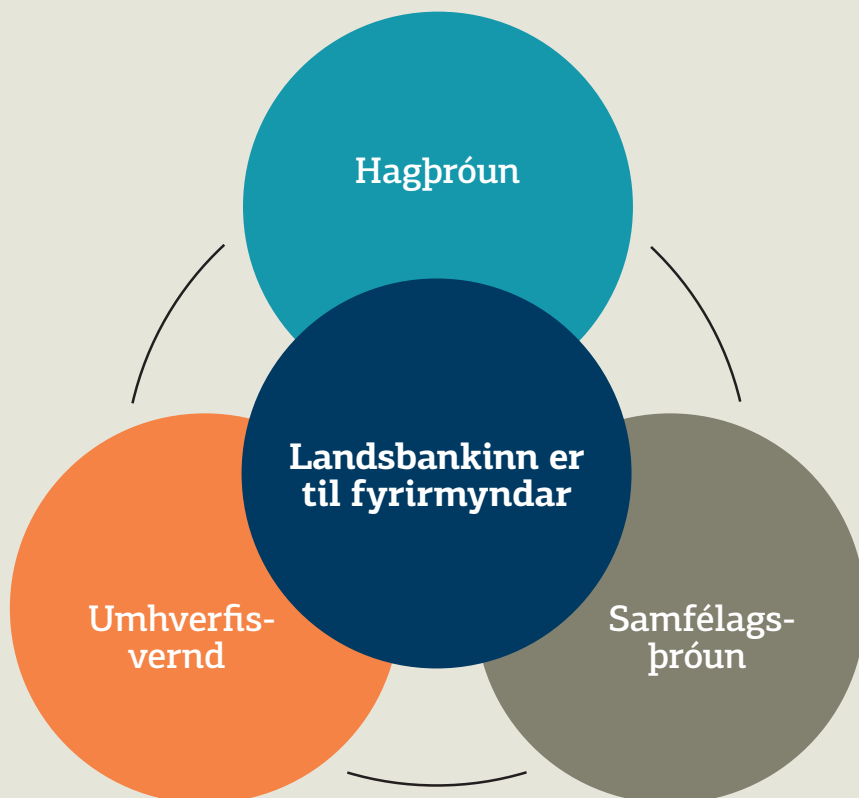 Hagþróun
Landsbankinn er
til fyrirmyndar
Umhverfis-
vernd
Samfélags-
þróun